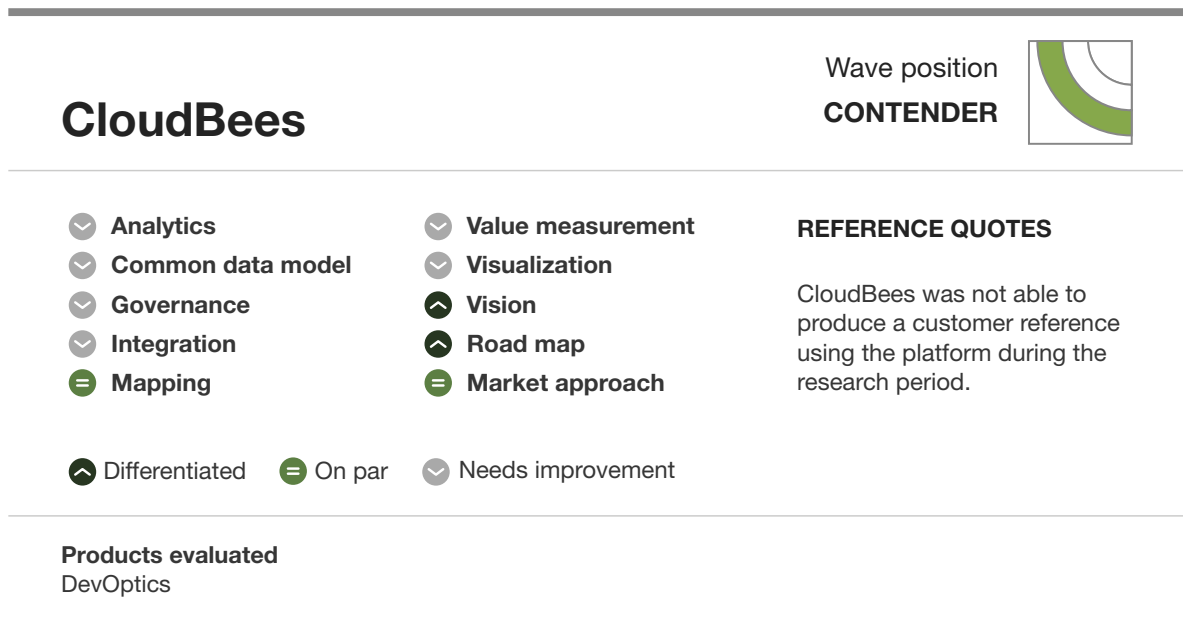 Wave position
CONTENDER
CloudBees
Analytics
Common data model
Governance
Integration
Mapping
Value measurement
Visualization
Vision
Road map
Market approach
REFERENCE QUOTES
CloudBees was not able to
produce a customer reference
using the platform during the
research period.
Differentiated
On par
Needs improvement
Products evaluated
DevOptics